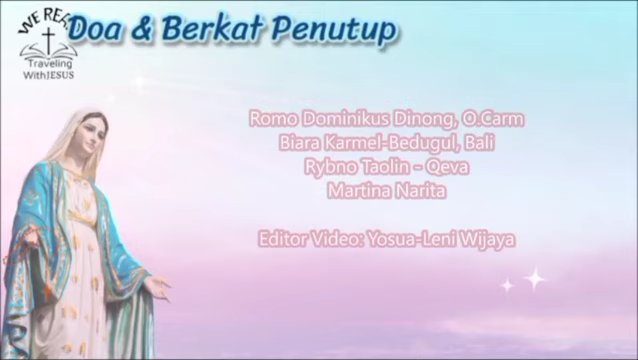 WE READ
Traveling
WithJESUS
Doa & Berkat Penutup
Romo Dominikus Dinong, O.Carm
Biara Karmel-Bedugul, Bali
Rybno Taolin - Qeva
Martina Narita
Editor Video: Yosua-Leni Wijaya